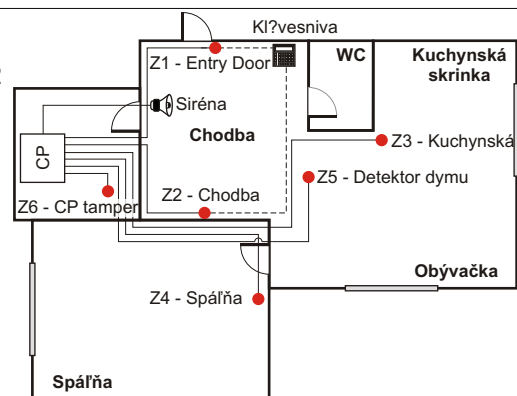 Kl?vesniva
Z1 - Entry Door
WC
Kuchynská
skrinka
Siréna
Chodba
CP
Z3 - Kuchynská
Z5 - Detektor dymu
Z2 - Chodba
Z6 - CP tamper
Obývačka
Z4 - Spáľňa
Spáľňa